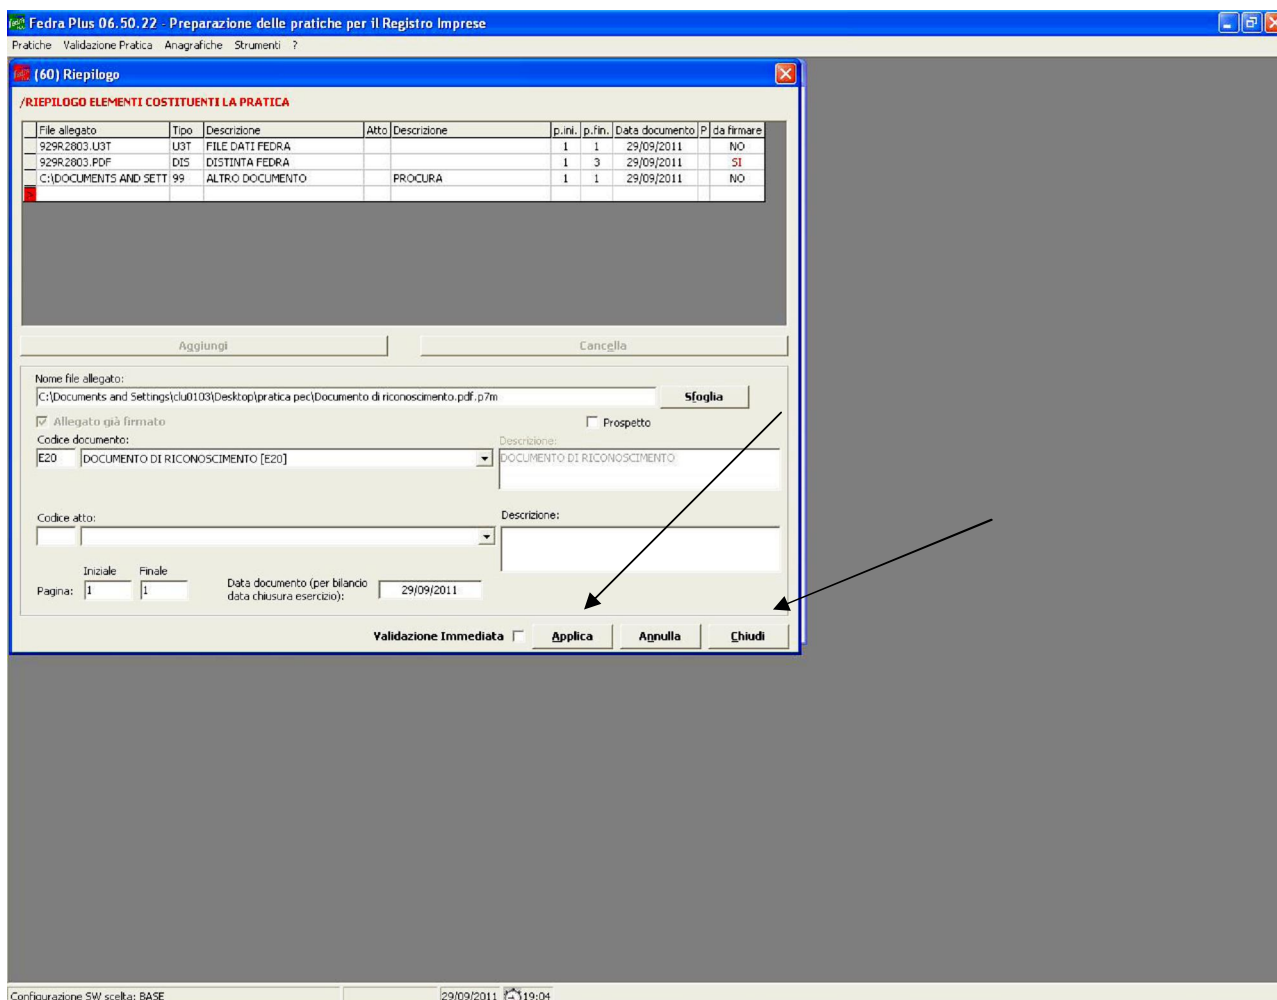 Fedra Plus 06.50.22 - Preparazione delle pratiche per il Registro Imprese
Pratiche Validazione Pratica Anagrafiche Strumenti ?
(60) Riepilogo
/RIEPILOGO ELEMENTI COSTITUENTI LA PRATICA
File allegato Tipo Descrizione Atto Descrizione p.ini. p.fin. Data documento P da firmare
929R2803.U3T U3T FILE DATI FEDRA 1 1 29/09/2011 NO
929R2803.PDF DIS DISTINTA FEDRA 1 3 29/09/2011 SI
C:\DOCUMENTS AND SETT 99 ALTRO DOCUMENTO PROCURA 1 1 29/09/2011 NO
Aggiungi Cancella
Nome file allegato:
C:\Documents and Settings\clu0103\Desktop\pratica pec\Documento di riconoscimento.pdf.p7m Sfoglia
Allegato già firmato Prospetto
Codice documento: Descrizione:
E20 DOCUMENTO DI RICONOSCIMENTO [E20] DOCUMENTO DI RICONOSCIMENTO
Codice atto: Descrizione:
Iniziale Finale
Pagina: 1 1 Data documento (per bilancio
data chiusura esercizio): 29/09/2011
Validazione Immediata Applica Annulla Chiudi
Configurazione SW scelta: BASE 29/09/2011 19:04